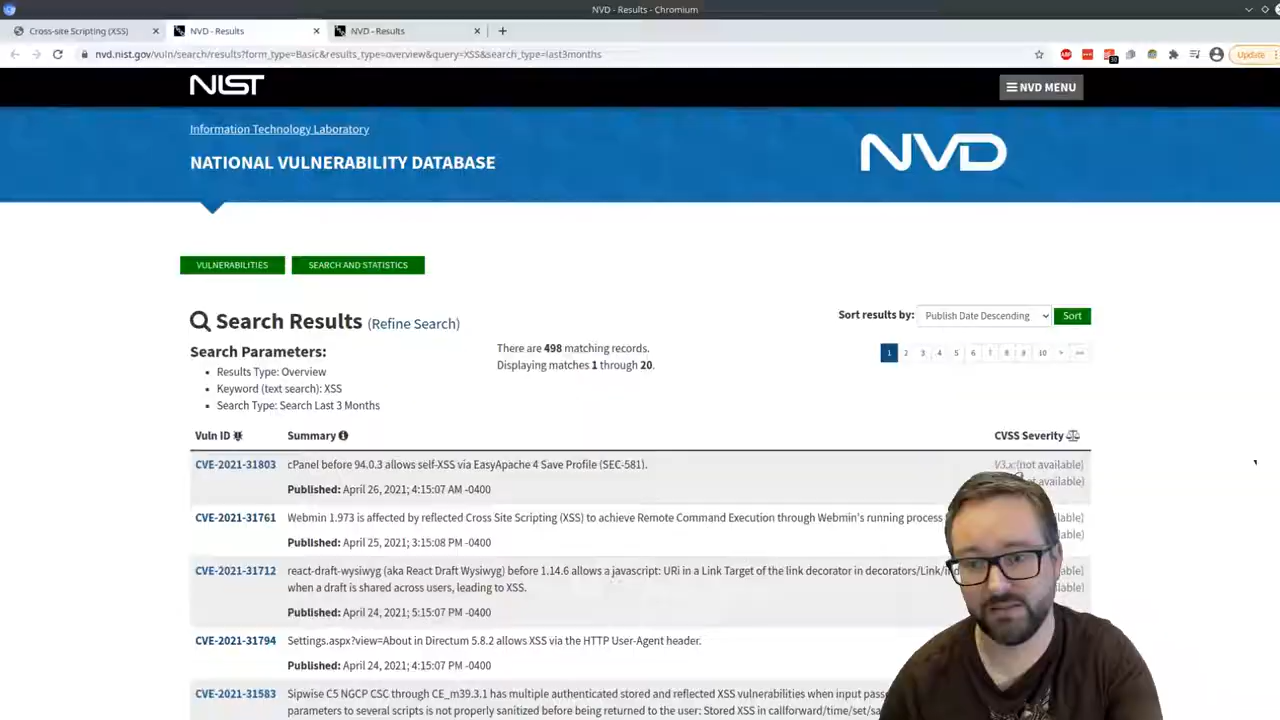 NVD - Results - Chromium
Cross-site Scripting (XSS)
NVD - Results
NVD - Results
nvd.nist.gov/vuln/search/results?form_type=Basic&results_type=overview&query=XSS&search_type=last3months
Update
NIST
NVD MENU
Information Technology Laboratory
NATIONAL VULNERABILITY DATABASE
NVD
VULNERABILITIES
SEARCH AND STATISTICS
Search Results (Refine Search)
Sort results by: Publish Date Descending Sort
Search Parameters:
There are 498 matching records.
Displaying matches 1 through 20.
1 2 3 4 5 6 7 8 9 10 > >>
Results Type: Overview
Keyword (text search): XSS
Search Type: Search Last 3 Months
Vuln ID Summary CVSS Severity
CVE-2021-31803 cPanel before 94.0.3 allows self-XSS via EasyApache 4 Save Profile (SEC-581). V3.x:(not available)
available)
Published: April 26, 2021; 4:15:07 AM -0400
CVE-2021-31761 Webmin 1.973 is affected by reflected Cross Site Scripting (XSS) to achieve Remote Command Execution through Webmin's running process
Published: April 25, 2021; 3:15:08 PM -0400
CVE-2021-31712 react-draft-wysiwyg (aka React Draft Wysiwyg) before 1.14.6 allows a javascript: URi in a Link Target of the link decorator in decorators/Link/
when a draft is shared across users, leading to XSS.
Published: April 24, 2021; 5:15:07 PM -0400
CVE-2021-31794 Settings.aspx?view=About in Directum 5.8.2 allows XSS via the HTTP User-Agent header.
Published: April 24, 2021; 4:15:07 PM -0400
CVE-2021-31583 Sipwise C5 NGCP CSC through CE_m39.3.1 has multiple authenticated stored and reflected XSS vulnerabilities when input
parameters to several scripts is not properly sanitized before being returned to the user: Stored XSS in callforward/time/set/